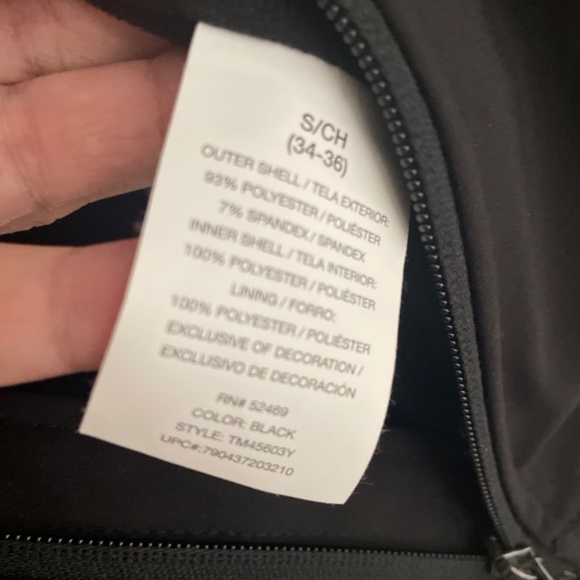 S/CH
(34-36)
OUTER SHELL / TELA EXTERIOR:
93% POLYESTER / POLIÉSTER
7% SPANDEX / SPANDEX
INNER SHELL / TELA INTERIOR:
100% POLYESTER / POLIÉSTER
LINING / FORRO:
100% POLYESTER / POLIÉSTER
EXCLUSIVE OF DECORATION /
EXCLUSIVO DE DECORACIÓN
RN# 52469
COLOR: BLACK
STYLE: TM45603Y
UPC#:790437203210